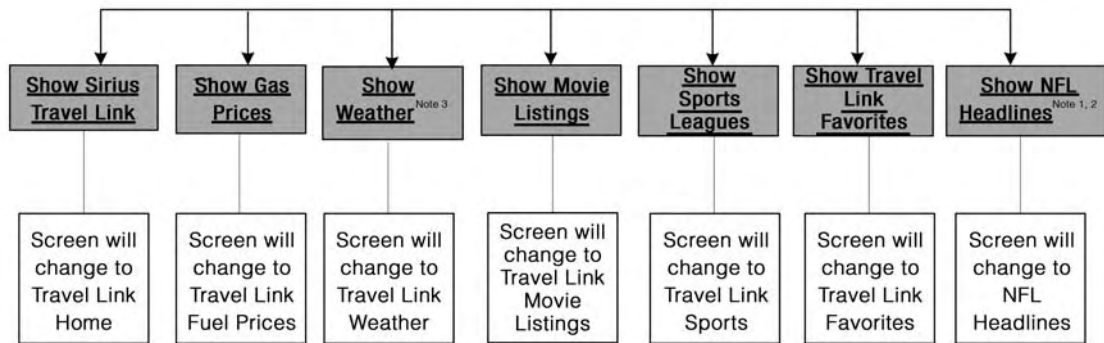 Show Sirius
Travel Link
Show Gas
Prices
Show
Weather Note 3
Show Movie
Listings
Show
Sports
Leagues
Show Travel
Link
Favorites
Show NFL
Headlines Note 1, 2
Screen will
change to
Travel Link
Home
Screen will
change to
Travel Link
Fuel Prices
Screen will
change to
Travel Link
Weather
Screen will
change to
Travel Link
Movie
Listings
Screen will
change to
Travel Link
Sports
Screen will
change to
Travel Link
Favorites
Screen will
change to
NFL
Headlines